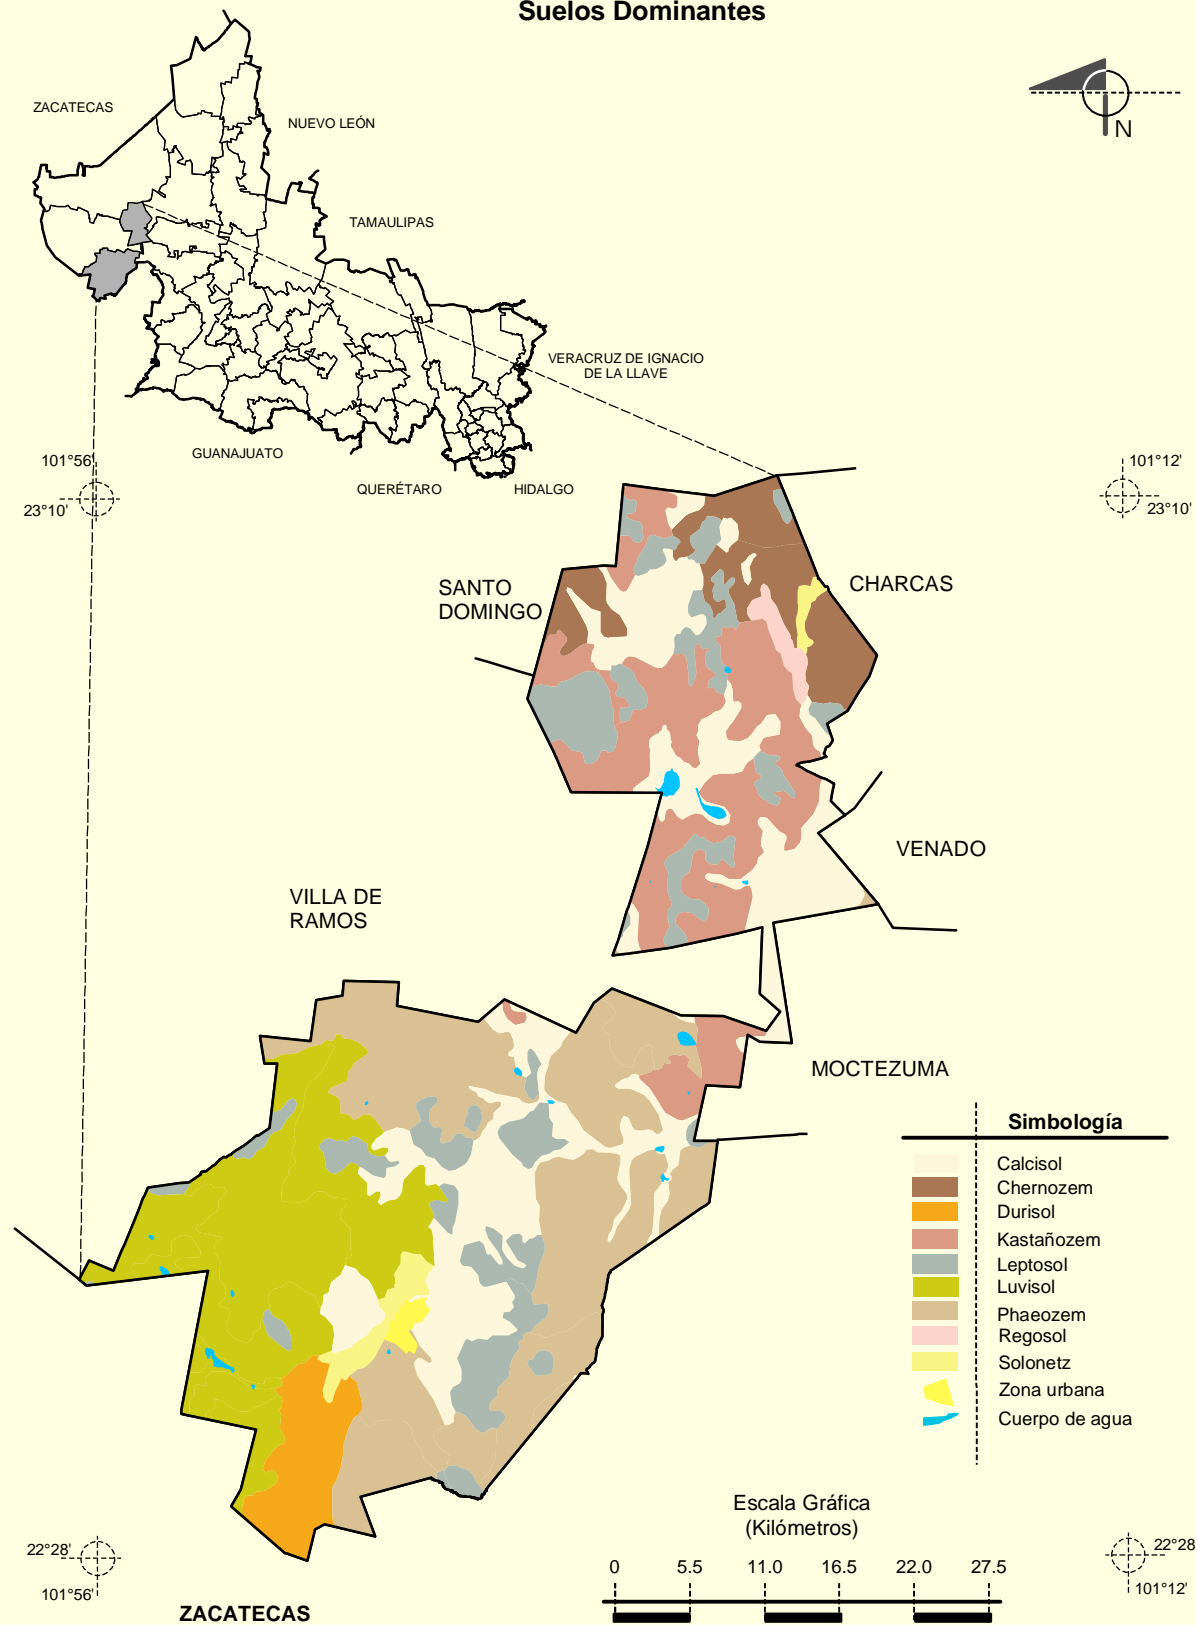 Suelos Dominantes
N
ZACATECAS
NUEVO LEÓN
TAMAULIPAS
VERACRUZ DE IGNACIO
DE LA LLAVE
GUANAJUATO
QUERÉTARO
HIDALGO
101°56'
23°10'
101°12'
23°10'
SANTO
DOMINGO
CHARCAS
VENADO
VILLA DE
RAMOS
MOCTEZUMA
Simbología
Calcisol
Chernozem
Durisol
Kastañozem
Leptosol
Luvisol
Phaeozem
Regosol
Solonetz
Zona urbana
Cuerpo de agua
Escala Gráfica
(Kilómetros)
0 5.5 11.0 16.5 22.0 27.5
22°28'
101°56'
22°28
101°12'
ZACATECAS